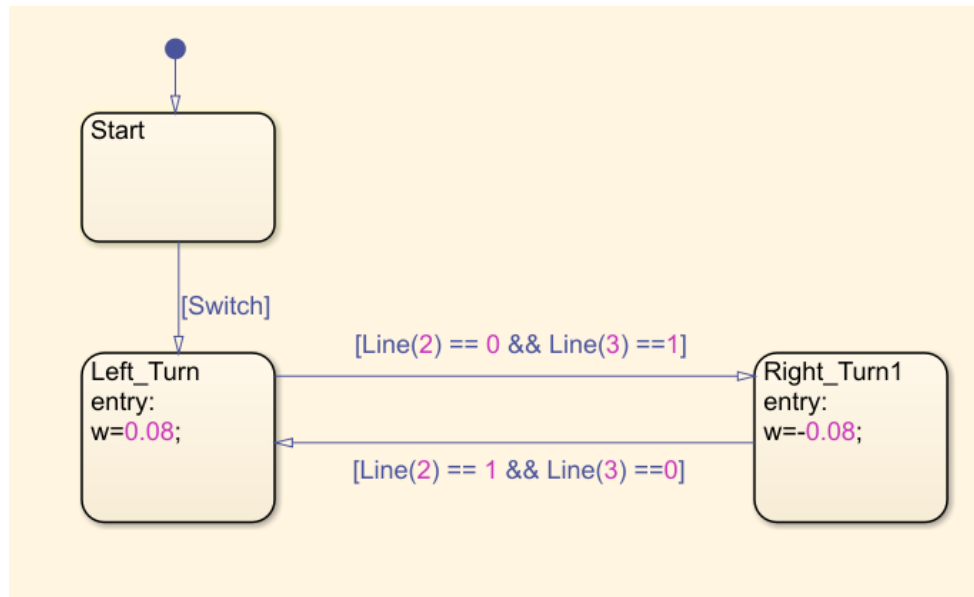 Start
[Switch]
[Line(2) == 0 && Line(3) ==1]
Left_Turn
entry:
w=0.08;
Right_Turn1
entry:
w=-0.08;
[Line(2) == 1 && Line(3) ==0]